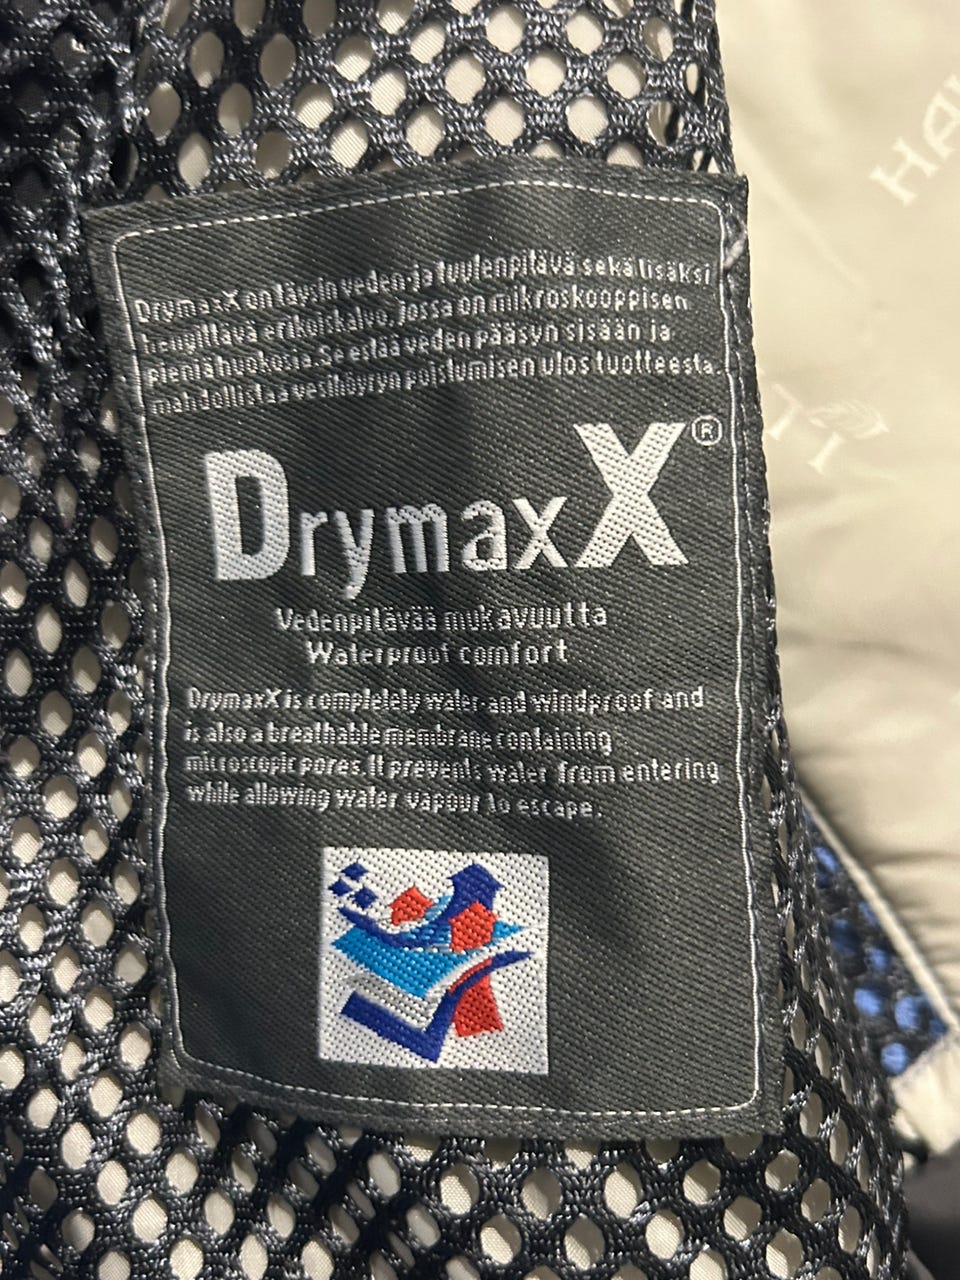 DrymaxX on täysin veden-ja tuulenpitävä sekä lisäksi
hengittävä erikoiskalvo, jossa on mikroskooppisen
pieniä huokosia. Se estää veden pääsyn sisään ja
mahdollistaa vesihöyryn poistumisen ulos tuotteesta.
DrymaxX®
Vedenpitävää mukavuutta
Waterproof comfort
DrymaxX is completely water-and windproof and
is also a breathable membrane containing
microscopic pores. It prevents water from entering
while allowing water vapour to escape.
HA